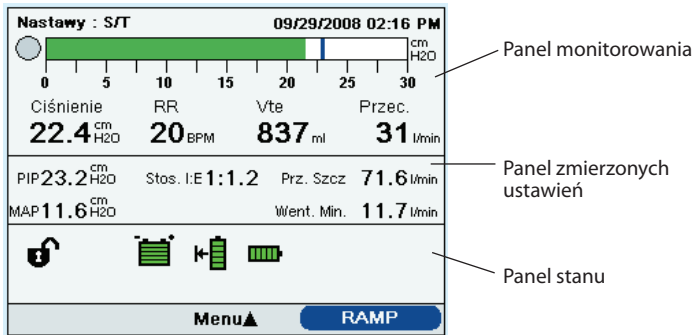 Nastawy : S/T 09/29/2008 02:16 PM
cm
H2O
0 5 10 15 20 25 30
Ciśnienie RR Vte Przec.
22.4 cm H2O 20 BPM 837 ml 31 l/min
PIP 23.2 cm H2O Stos. I:E 1:1.2 Prz. Szcz 71.6 l/min
MAP 11.6 cm H2O Went. Min. 11.7 l/min
Menu▲ RAMP
Panel monitorowania
Panel zmierzonych
ustawień
Panel stanu